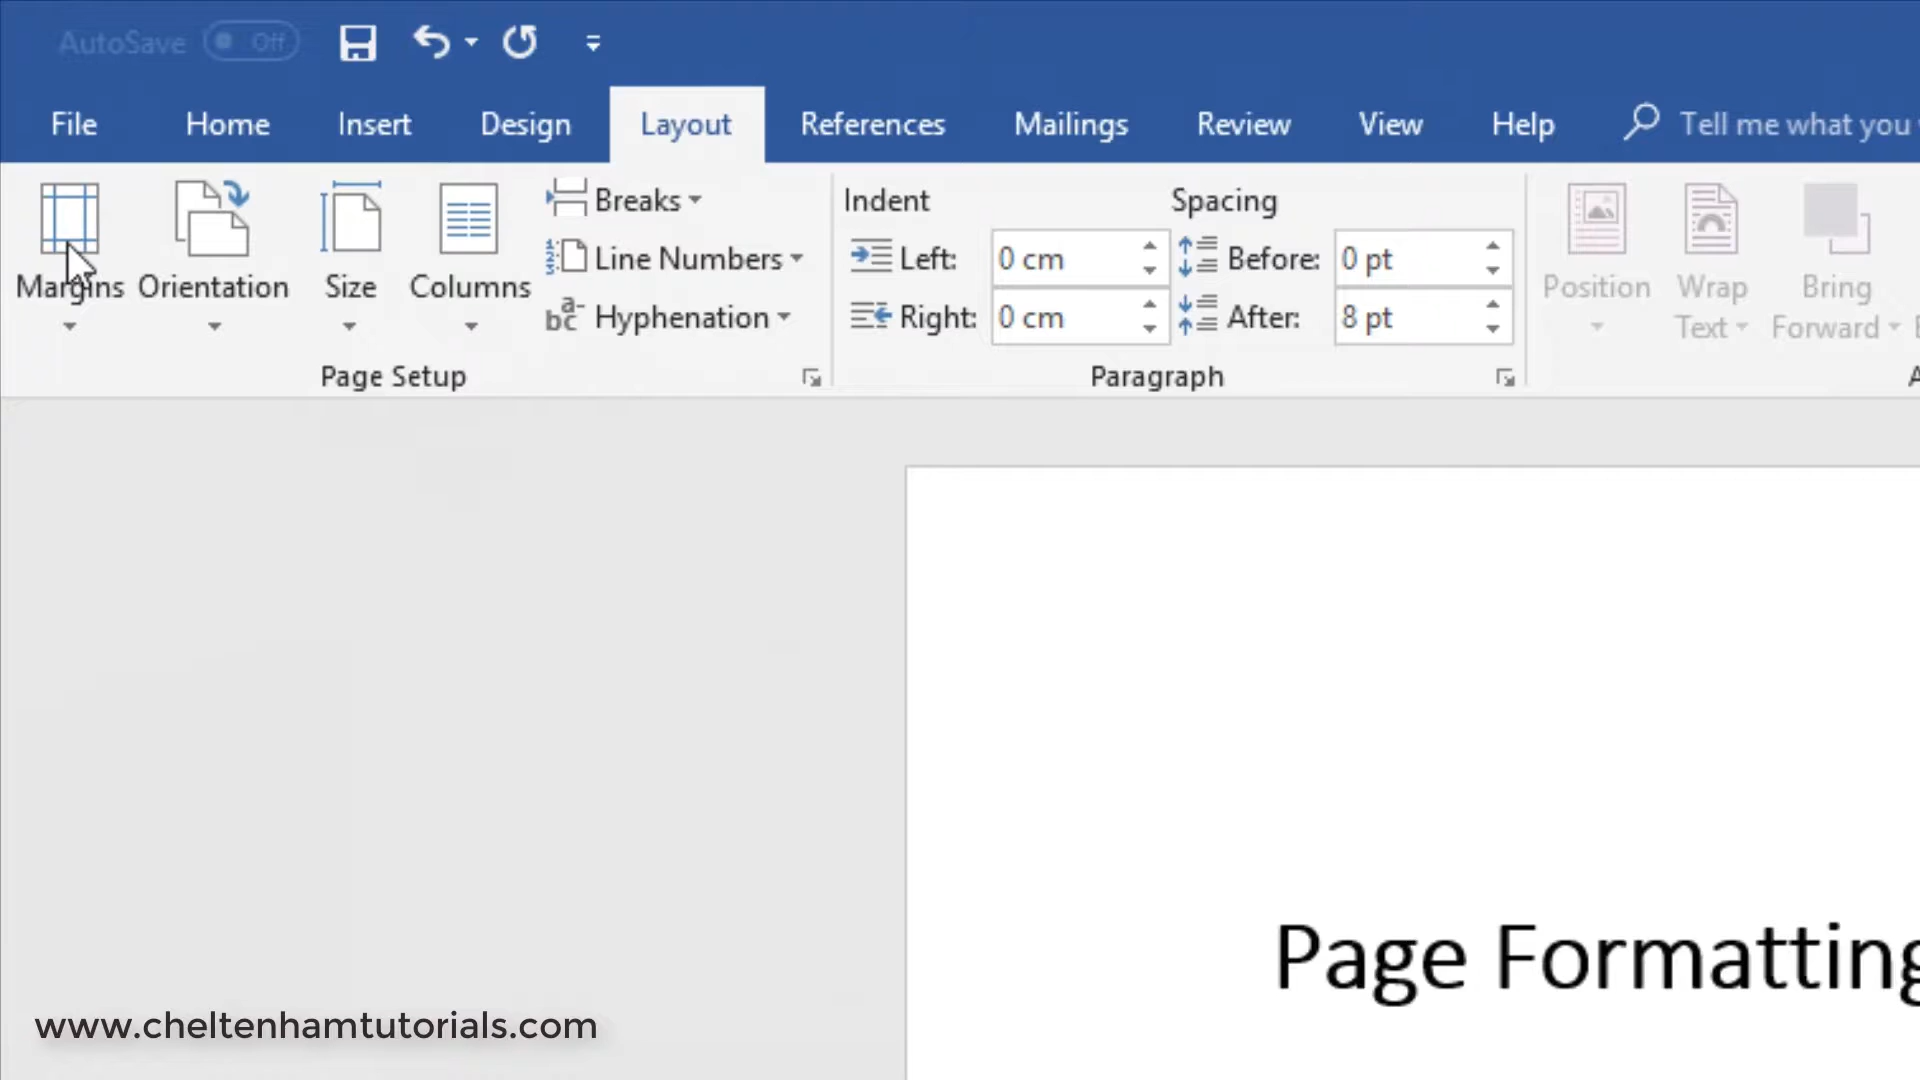 AutoSave Off
File Home Insert Design Layout References Mailings Review View Help Tell me what you
Margins
Orientation
Size
Columns
Breaks
Line Numbers
Hyphenation
Page Setup
Indent
Left: 0 cm
Right: 0 cm
Spacing
Before: 0 pt
After: 8 pt
Paragraph
Position
Wrap
Text
Bring
Forward
Page Formatting
www.cheltenhamtutorials.com